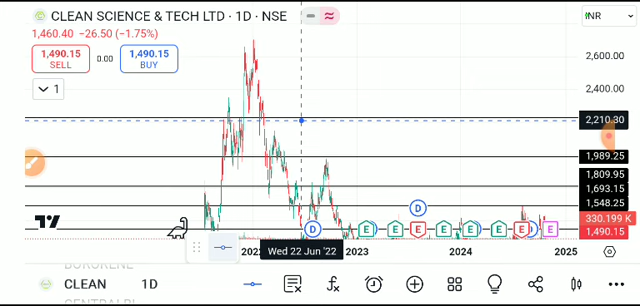 CLEAN SCIENCE & TECH LTD · 1D · NSE
INR
1,460.40 −26.50 (−1.75%)
1,490.15
SELL
0.00
1,490.15
BUY
1
2,600.00
2,400.00
2,210.30
1,989.25
1,809.95
1,693.15
1,548.25
330.199 K
1,490.15
D
D
E
E
E
E
E
E
E
Wed 22 Jun '22
2023
2024
2025
CLEAN
1D